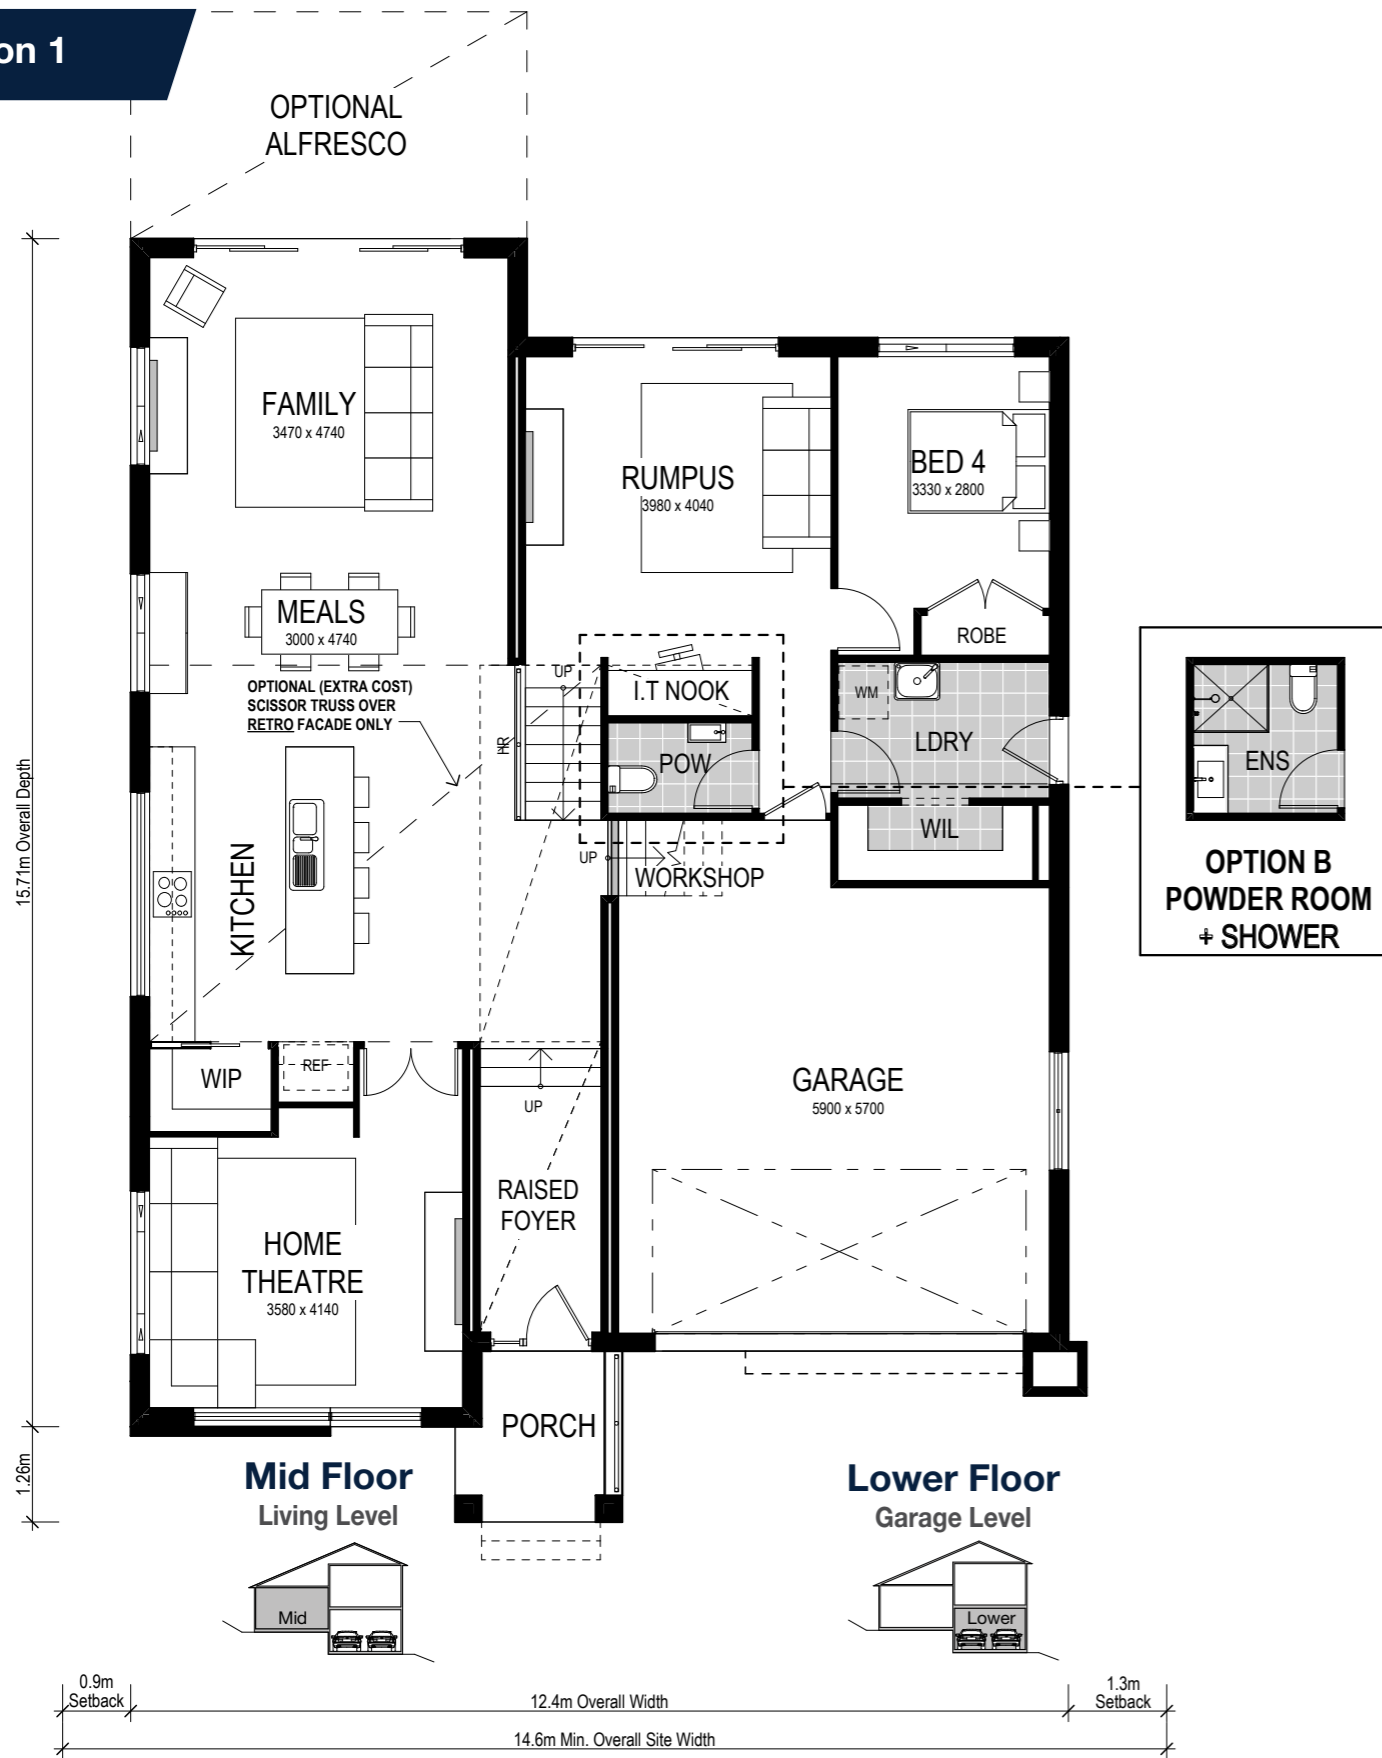 on 1
OPTIONAL
ALFRESCO
FAMILY
3470 x 4740
RUMPUS
3980 x 4040
BED 4
3330 x 2800
ROBE
MEALS
3000 x 4740
OPTIONAL (EXTRA COST)
SCISSOR TRUSS OVER
RETRO FACADE ONLY
UP
HR
I.T NOOK
POW
WM
LDRY
WIL
ENS
OPTION B
POWDER ROOM
+ SHOWER
KITCHEN
UP
WORKSHOP
15.71m Overall Depth
WIP
REF
UP
GARAGE
5900 x 5700
RAISED
FOYER
HOME
THEATRE
3580 x 4140
PORCH
1.26m
Mid Floor
Living Level
Mid
Lower Floor
Garage Level
Lower
0.9m
Setback
12.4m Overall Width
1.3m
Setback
14.6m Min. Overall Site Width